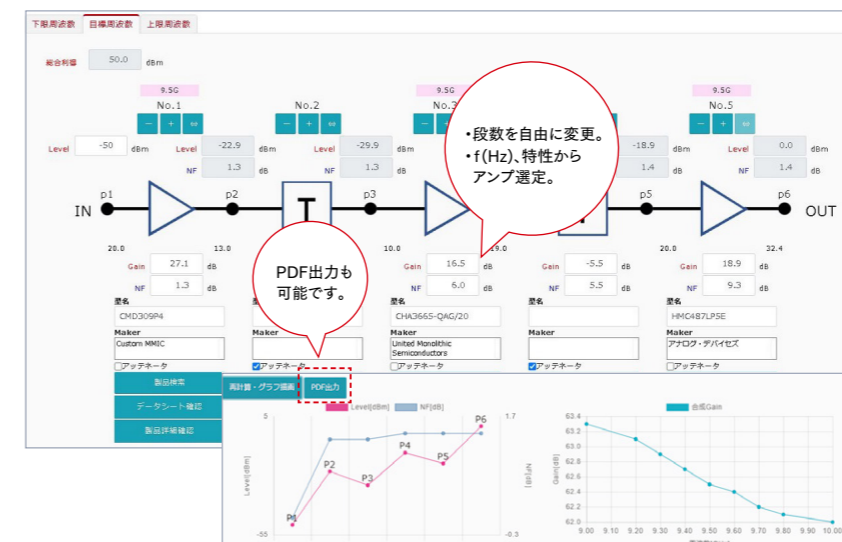 下限周波数 目標周波数 上限周波数
総合利得 50.0 dBm
9.5G 9.5G 9.5G
No.1 No.2 No.3 No.5
− + ⇔ − + ⇔ − + − + ⇔
・段数を自由に変更。
・f(Hz)、特性から
アンプ選定。
Level -50 dBm Level -22.9 dBm Level -29.9 dBm -18.9 dBm Level 0.0 dBm
NF 1.3 dB NF 1.3 dB 1.4 dB NF 1.4 dB
p1 p2 p3 p5 p6
IN T OUT
20.0 13.0 10.0 19.0 20.0 32.4
PDF出力も
可能です。
Gain 27.1 dB 16.5 dB Gain -5.5 dB Gain 18.9 dB
NF 1.3 dB 6.0 dB NF 5.5 dB NF 9.3 dB
型名 型名 型名 型名
CMD309P4 CHA3665-QAG/20 HMC487LP5E
Maker Maker Maker Maker
Custom MMIC United Monolithic Semiconductors アナログ・デバイセズ
アッテネータ アッテネータ アッテネータ アッテネータ アッテネータ
製品検索
データシート確認
製品詳細確認
再計算・グラフ描画 PDF出力
Level[dBm] NF[dB]
5 1.7
Level[dBm] NF[dB]
P1 P2 P3 P4 P5 P6
-55 -0.3
合成Gain
Gain[dB]
63.4
63.2
63.0
62.8
62.6
62.4
62.2
62.0
9.00 9.10 9.20 9.30 9.40 9.50 9.60 9.70 9.80 9.90 10.00